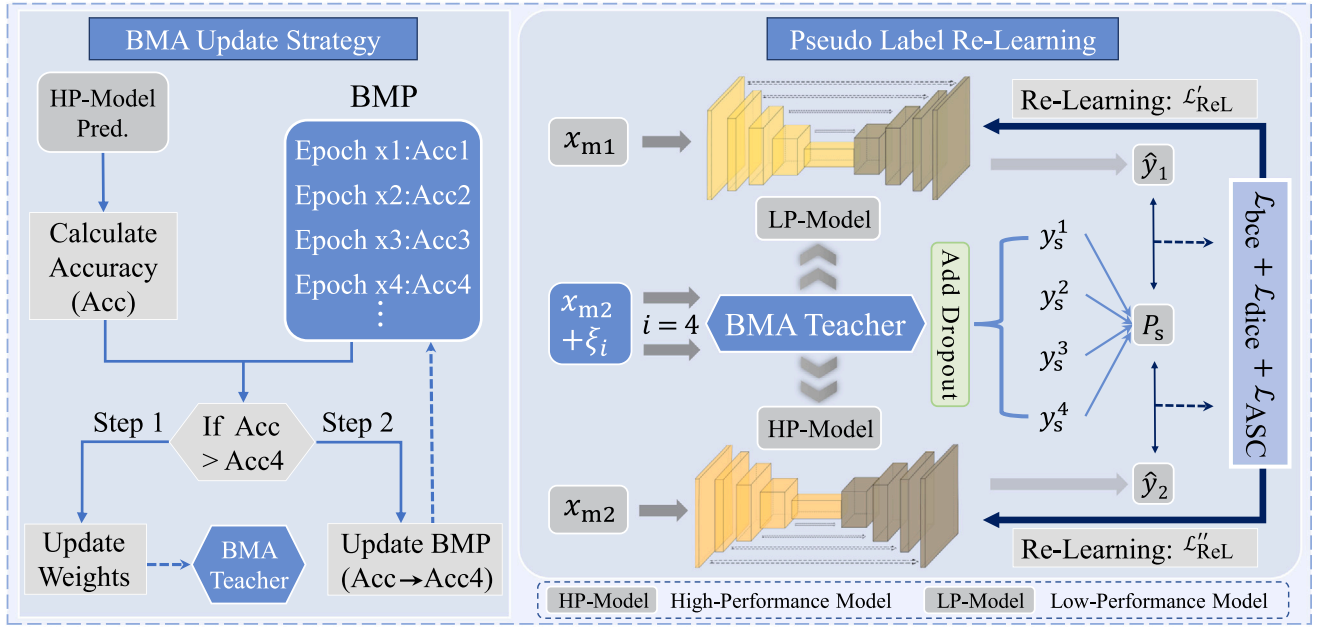 BMA Update Strategy
HP-Model
Pred.
BMP
Epoch x1:Acc1
Epoch x2:Acc2
Epoch x3:Acc3
Epoch x4:Acc4
⋮
Calculate
Accuracy
(Acc)
Step 1
If Acc
> Acc4
Step 2
Update
Weights
BMA
Teacher
Update BMP
(Acc→Acc4)
Pseudo Label Re-Learning
x_m1
LP-Model
Re-Learning: ℒ′_ReL
ŷ_1
x_m2
+ξ_i
i = 4
BMA Teacher
Add Dropout
y_s^1
y_s^2
y_s^3
y_s^4
P_s
ℒ_bce + ℒ_dice + ℒ_ASC
HP-Model
x_m2
ŷ_2
Re-Learning: ℒ″_ReL
HP-Model High-Performance Model LP-Model Low-Performance Model